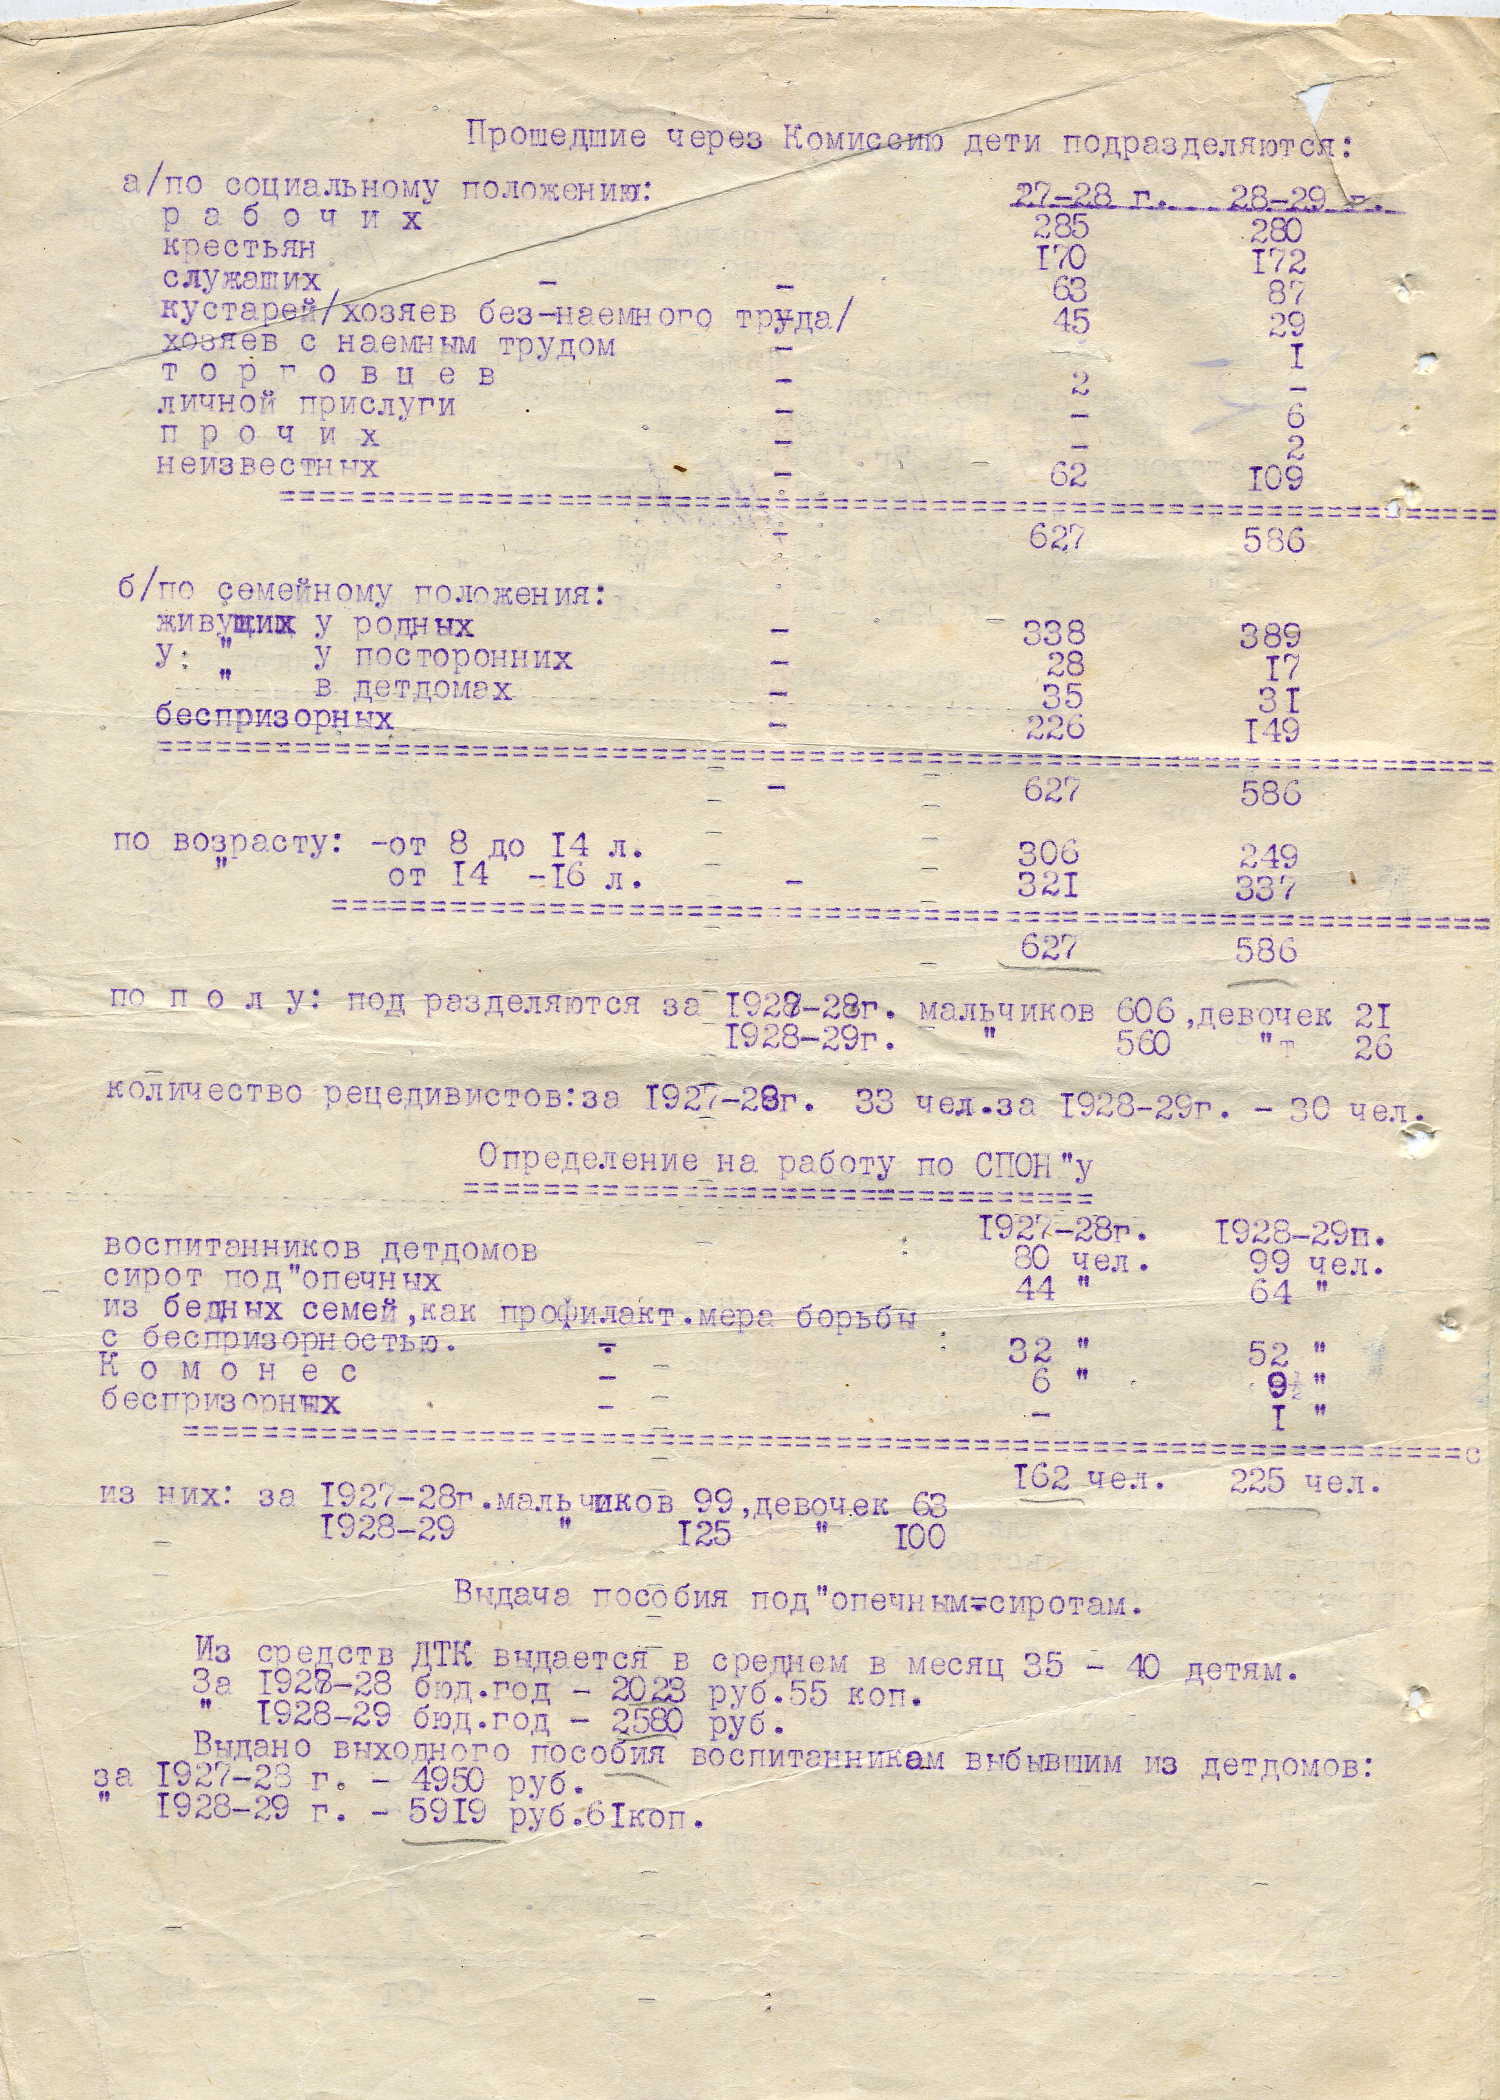 Прошедшие через Комиссию дети подразделяются:
а/по социальному положению: 27-28 г. 28-29 г.
р а б о ч и х 285 280
крестьян I70 I72
служащих - - 63 87
кустарей/хозяев без-наемного труда/ 45 29
хозяев с наемным трудом - I
т о р г о в ц е в - 2 -
личной прислуги - - 6
п р о ч и х - - 2
неизвестных - 62 I09
- 627 586
б/по семейному положения:
живущих у родных - 338 389
У: " у посторонних - 28 I7
" в детдомах - 35 3I
беспризорных - 226 I49
- 627 586
по возрасту: -от 8 до I4 л. 306 249
" от I4 -I6 л. - 32I 337
627 586
по п о л у: под разделяются за I927-28г. мальчиков 606,девочек 2I
I928-29г. " 560 "т 26
количество рецедивистов:за I927-28г. 33 чел.за I928-29г. - 30 чел.
Определение на работу по СПОН"у
I927-28г. I928-29п.
воспитанников детдомов 80 чел. 99 чел.
сирот под"опечных 44 " 64 "
из бедных семей,как профилакт.мера борьбы
с беспризорностью. - 32 " 52 "
К о м о н е с - 6 " 9 "
беспризорных - - I "
I62 чел. 225 чел.
из них: за I927-28г.мальчиков 99,девочек 63
I928-29 " I25 " I00
Выдача пособия под"опечным=сиротам.
Из средств ДТК выдается в среднем в месяц 35 - 40 детям.
За I927-28 бюд.год - 2023 руб.55 коп.
" I928-29 бюд.год - 2580 руб.
Выдано выходного пособия воспитанникам выбывшим из детдомов:
за I927-28 г. - 4950 руб.
" I928-29 г. - 59I9 руб.6Iкоп.